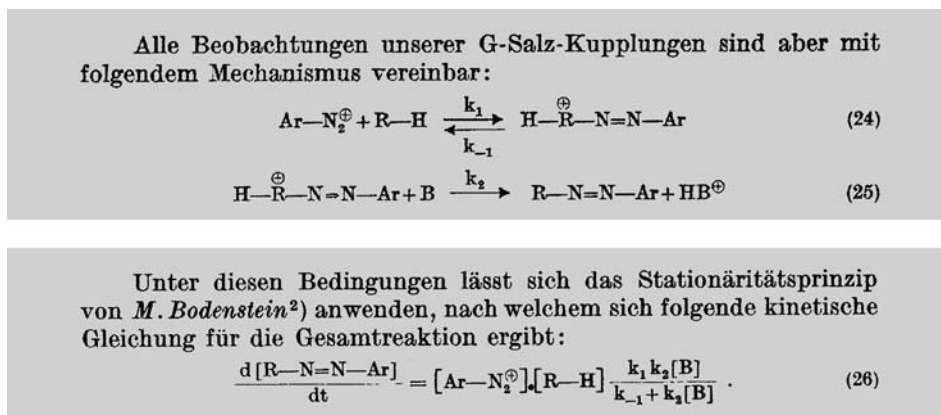 Alle Beobachtungen unserer G-Salz-Kupplungen sind aber mit
folgendem Mechanismus vereinbar:
Ar—N₂⊕ + R—H ⇌ H—R⊕—N=N—Ar (24)
k₁
k₋₁
H—R⊕—N=N—Ar + B → R—N=N—Ar + HB⊕ (25)
k₂
Unter diesen Bedingungen lässt sich das Stationäritätsprinzip
von M. Bodenstein²) anwenden, nach welchem sich folgende kinetische
Gleichung für die Gesamtreaktion ergibt:
d [R—N=N—Ar] / dt = [Ar—N₂⊕].[R—H] k₁ k₂[B] / k₋₁ + k₂[B] . (26)